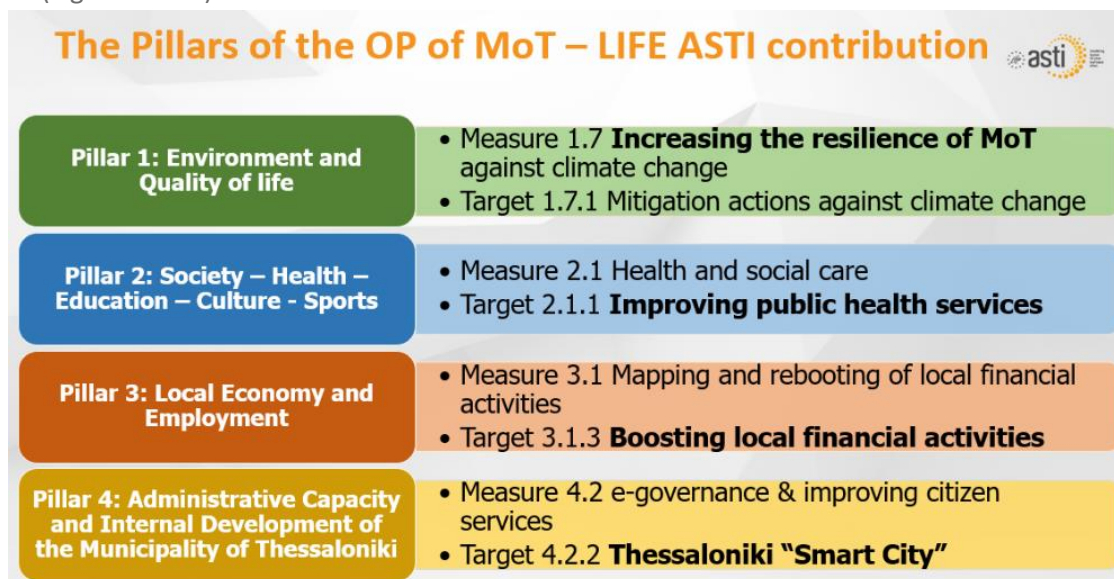 The Pillars of the OP of MoT – LIFE ASTI contribution
asti
Pillar 1: Environment and
Quality of life
• Measure 1.7 Increasing the resilience of MoT
against climate change
• Target 1.7.1 Mitigation actions against climate change
Pillar 2: Society – Health –
Education – Culture - Sports
• Measure 2.1 Health and social care
• Target 2.1.1 Improving public health services
Pillar 3: Local Economy and
Employment
• Measure 3.1 Mapping and rebooting of local financial
activities
• Target 3.1.3 Boosting local financial activities
Pillar 4: Administrative Capacity
and Internal Development of
the Municipality of Thessaloniki
• Measure 4.2 e-governance & improving citizen
services
• Target 4.2.2 Thessaloniki “Smart City”